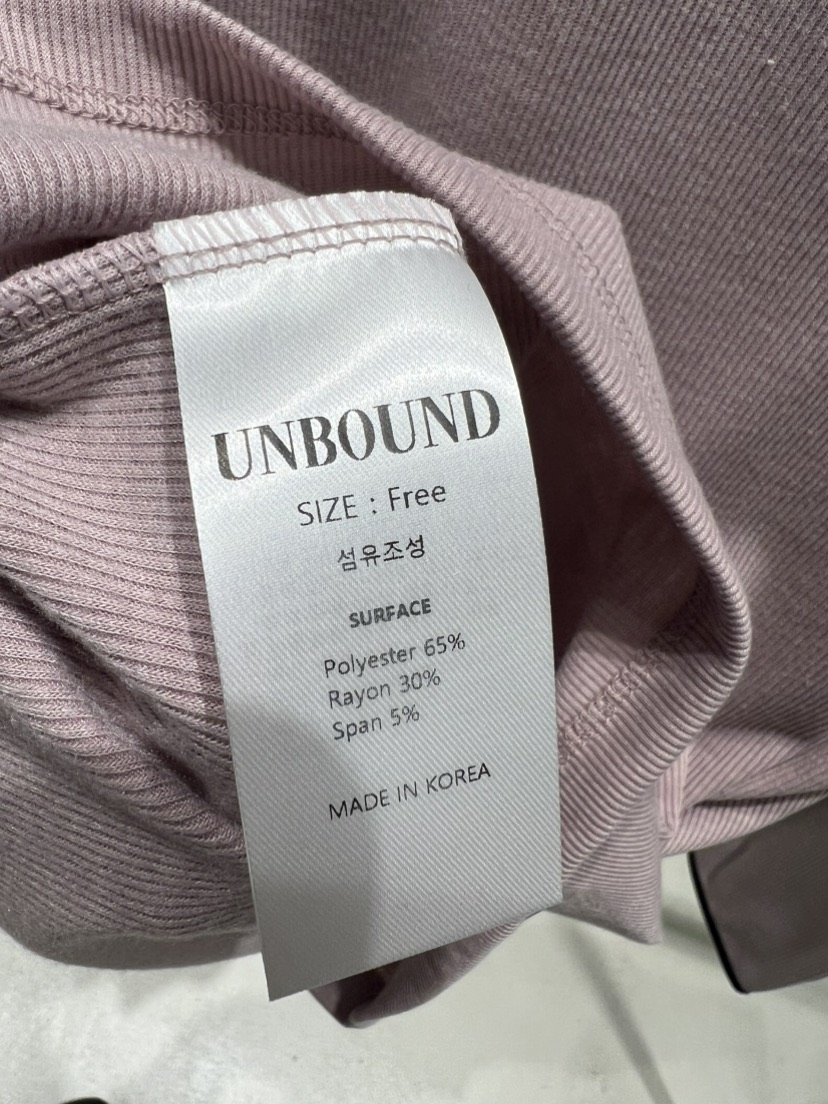 UNBOUND
SIZE : Free
섬유조성
SURFACE
Polyester 65%
Rayon 30%
Span 5%
MADE IN KOREA